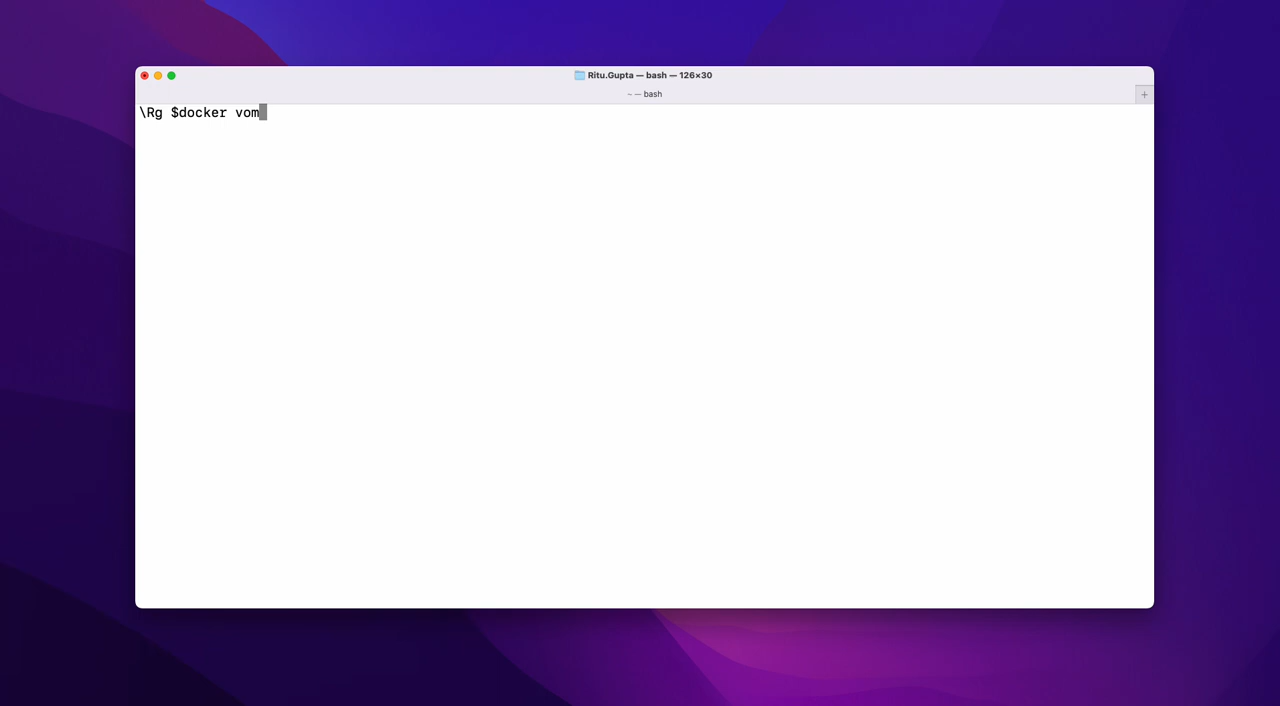 Ritu.Gupta — bash — 126×30
~ — bash
+
\Rg $docker vom